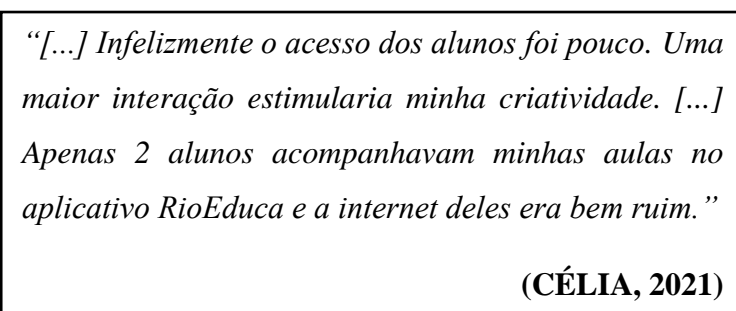 “[...] Infelizmente o acesso dos alunos foi pouco. Uma
maior interação estimularia minha criatividade. [...]
Apenas 2 alunos acompanhavam minhas aulas no
aplicativo RioEduca e a internet deles era bem ruim.”
(CÉLIA, 2021)